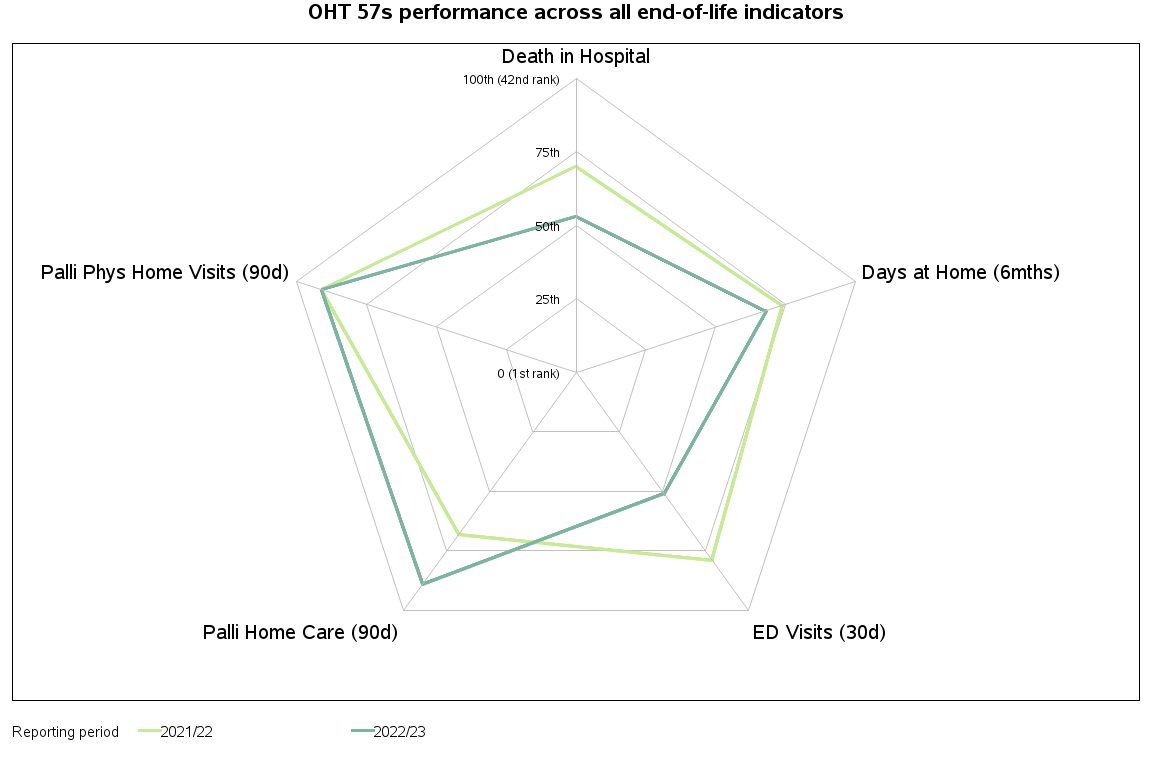 OHT 57s performance across all end-of-life indicators
Death in Hospital
100th (42nd rank)
75th
50th
25th
0 (1st rank)
Palli Phys Home Visits (90d)
Days at Home (6mths)
Palli Home Care (90d)
ED Visits (30d)
Reporting period 2021/22 2022/23